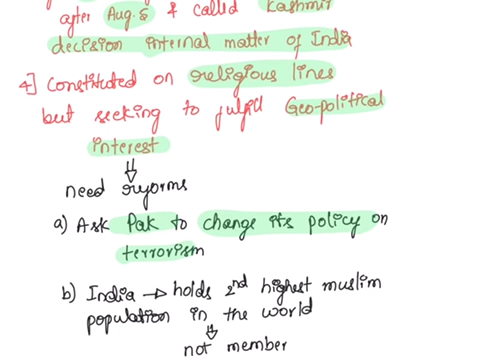 after Aug.5 & called Kashmir
decision internal matter of India
4] Constituted on religious lines
but seeking to fulfill Geo-political
interest
need reforms
a) Ask Pak to change its policy on
terrorism
b) India → holds 2nd highest muslim
population in the world
not member